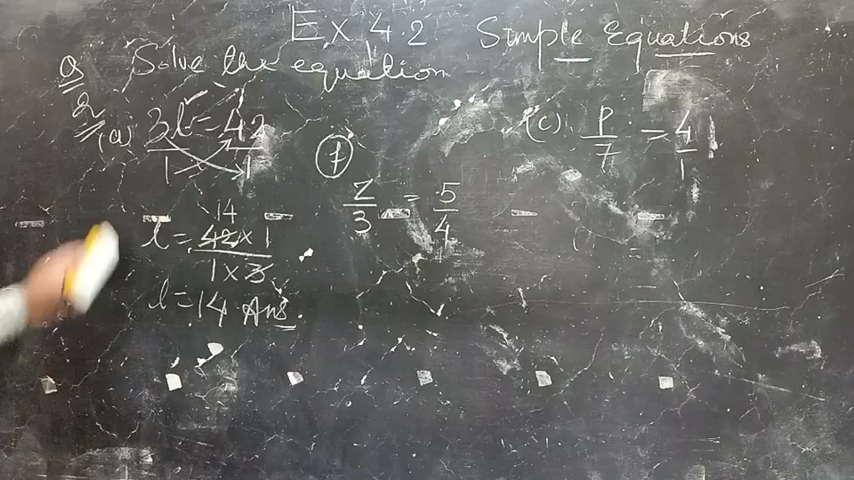 Ex 4.2 Simple Equations
Q Solve the equation
2 (a) 3l = 42
1 1
14
l = 42 × 1
1 × 3
l = 14 Ans.
(f)
Z/3 = 5/4
(c) P/7 = 4/1